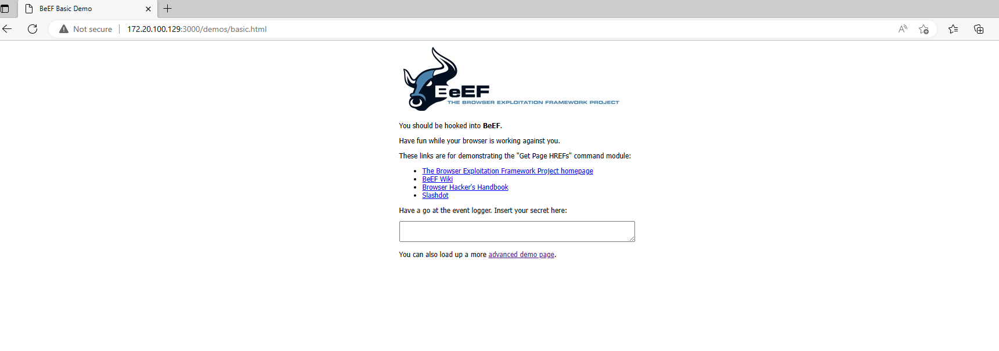 BeEF Basic Demo
Not secure 172.20.100.129:3000/demos/basic.html
BeEF
THE BROWSER EXPLOITATION FRAMEWORK PROJECT
You should be hooked into BeEF.
Have fun while your browser is working against you.
These links are for demonstrating the "Get Page HREFs" command module:
The Browser Exploitation Framework Project homepage
BeEF Wiki
Browser Hacker's Handbook
Slashdot
Have a go at the event logger. Insert your secret here:
You can also load up a more advanced demo page.